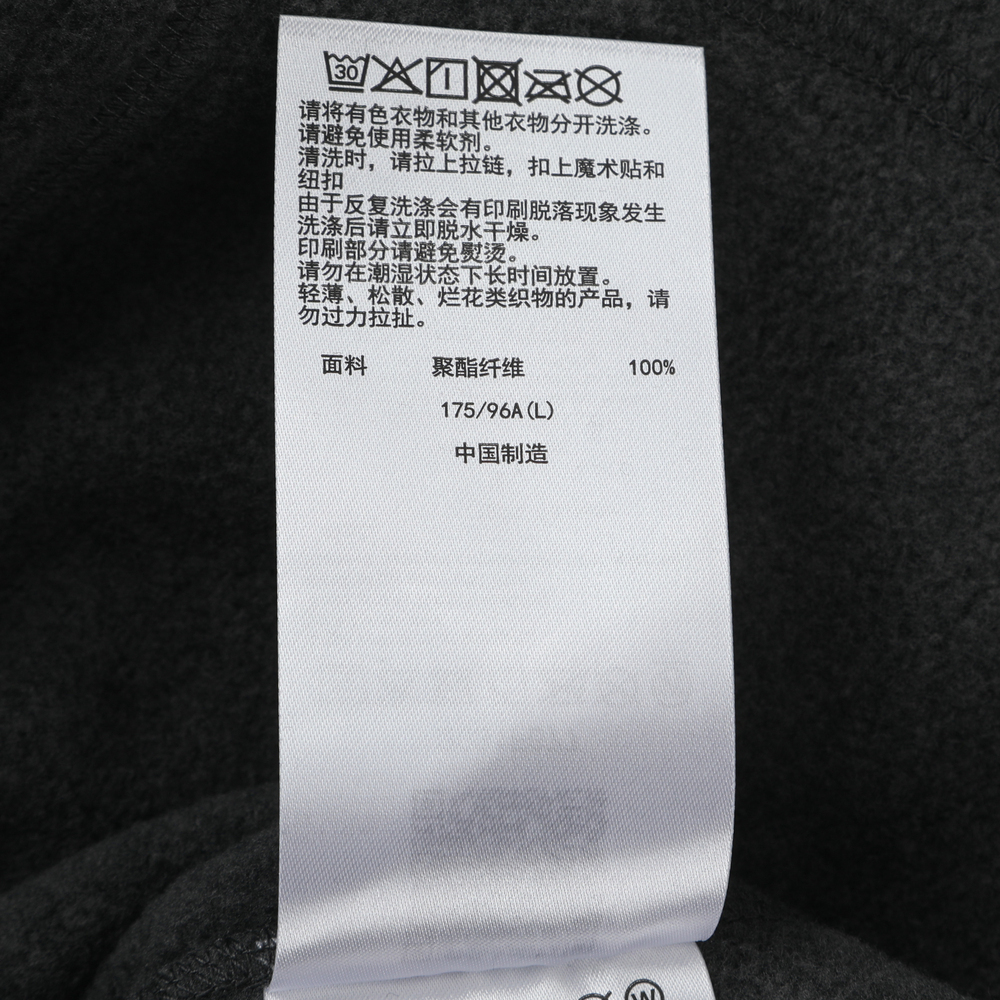 30
请将有色衣物和其他衣物分开洗涤。
请避免使用柔软剂。
清洗时，请拉上拉链，扣上魔术贴和
纽扣
由于反复洗涤会有印刷脱落现象发生
洗涤后请立即脱水干燥。
印刷部分请避免熨烫。
请勿在潮湿状态下长时间放置。
轻薄、松散、烂花类织物的产品，请
勿过力拉扯。
面料 聚酯纤维 100%
175/96A(L)
中国制造
W